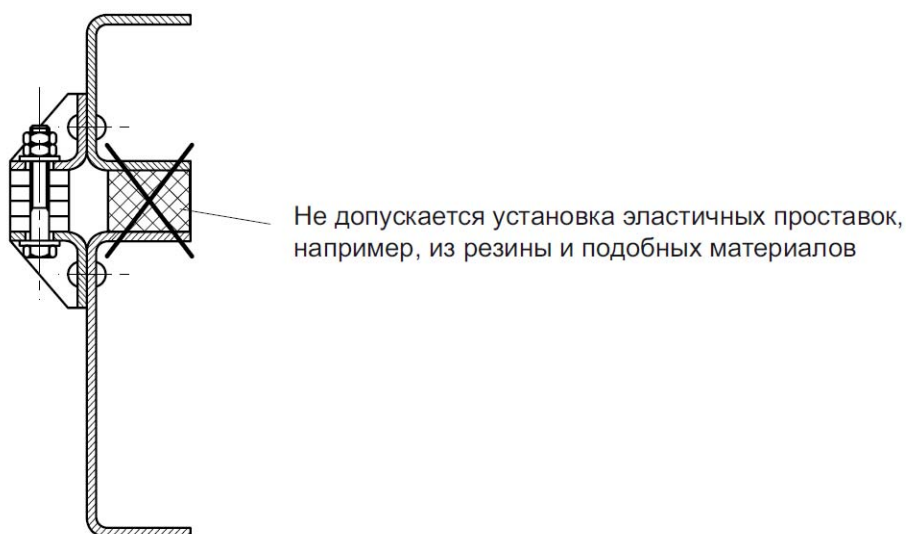 Не допускается установка эластичных проставок,
например, из резины и подобных материалов